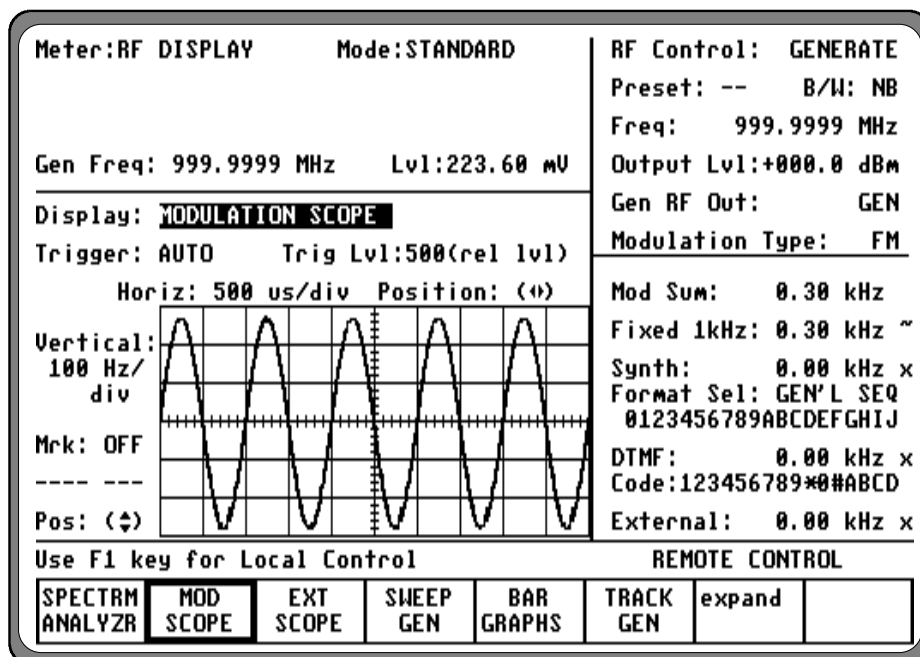 Meter:RF DISPLAY Mode:STANDARD
Gen Freq: 999.9999 MHz Lvl:223.60 mV
Display: MODULATION SCOPE
Trigger: AUTO Trig Lvl:500(rel lvl)
Horiz: 500 us/div Position: (↔)
Vertical:
100 Hz/
div
Mrk: OFF
---- ---
Pos: (↕)
RF Control: GENERATE
Preset: -- B/W: NB
Freq: 999.9999 MHz
Output Lvl:+000.0 dBm
Gen RF Out: GEN
Modulation Type: FM
Mod Sum: 0.30 kHz
Fixed 1kHz: 0.30 kHz ~
Synth: 0.00 kHz x
Format Sel: GEN'L SEQ
0123456789ABCDEFGHIJ
DTMF: 0.00 kHz x
Code:123456789*0#ABCD
External: 0.00 kHz x
Use F1 key for Local Control REMOTE CONTROL
SPECTRM
ANALYZR
MOD
SCOPE
EXT
SCOPE
SWEEP
GEN
BAR
GRAPHS
TRACK
GEN
expand